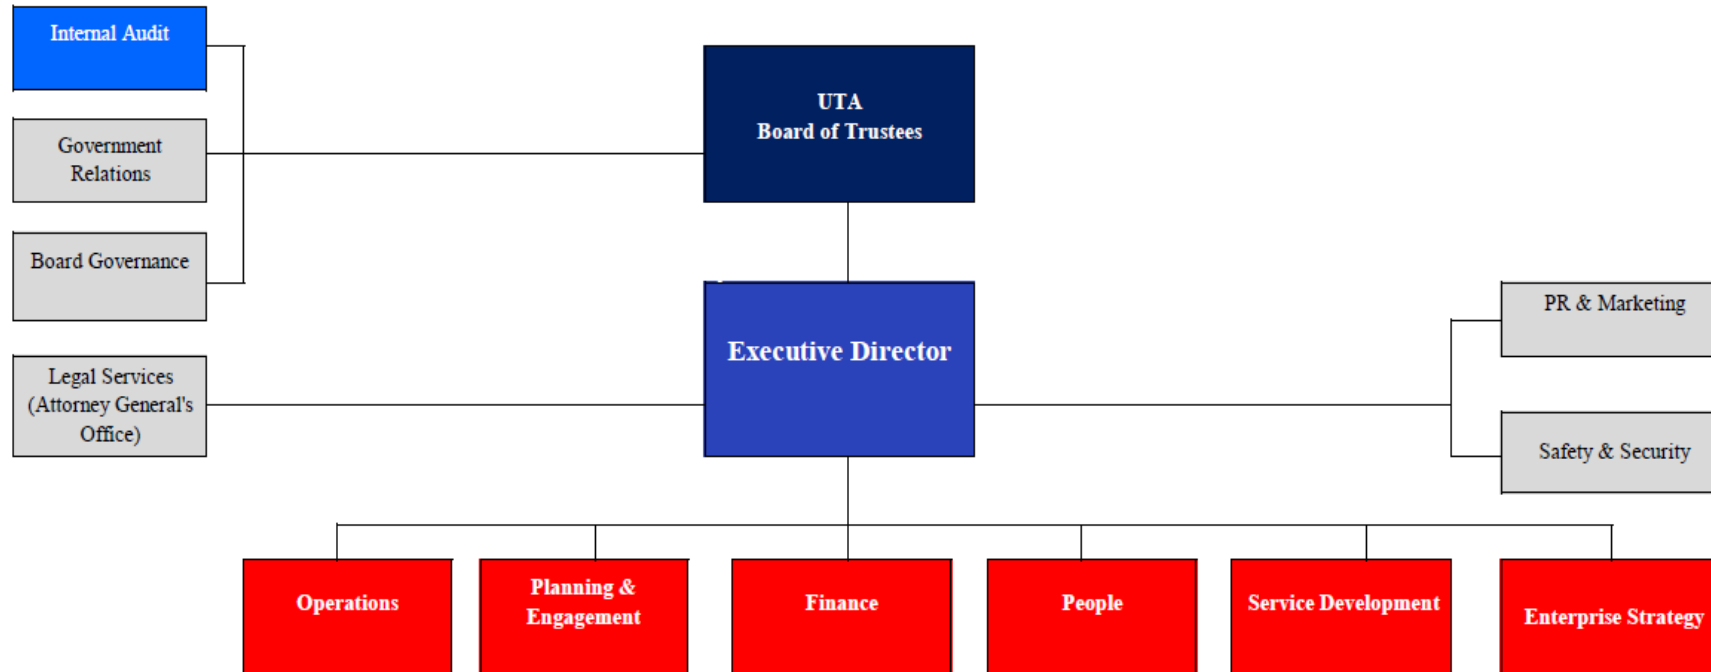 Internal Audit
UTA
Board of Trustees
Government
Relations
Board Governance
Executive Director
PR & Marketing
Legal Services
(Attorney General's
Office)
Safety & Security
Operations
Planning &
Engagement
Finance
People
Service Development
Enterprise Strategy